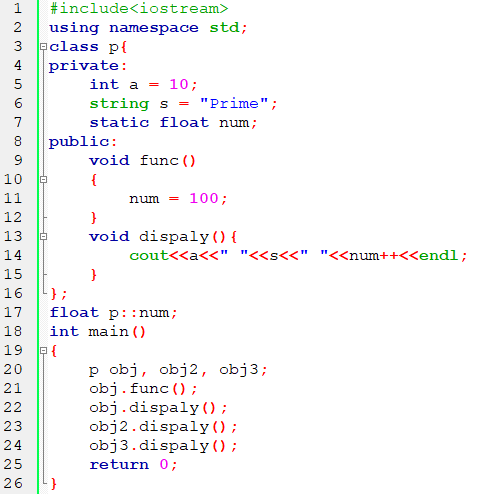 1 #include<iostream>
2 using namespace std;
3 class p{
4 private:
5 int a = 10;
6 string s = "Prime";
7 static float num;
8 public:
9 void func()
10 {
11 num = 100;
12 }
13 void dispaly(){
14 cout<<a<<" "<<s<<" "<<num++<<endl;
15 }
16 };
17 float p::num;
18 int main()
19 {
20 p obj, obj2, obj3;
21 obj.func();
22 obj.dispaly();
23 obj2.dispaly();
24 obj3.dispaly();
25 return 0;
26 }